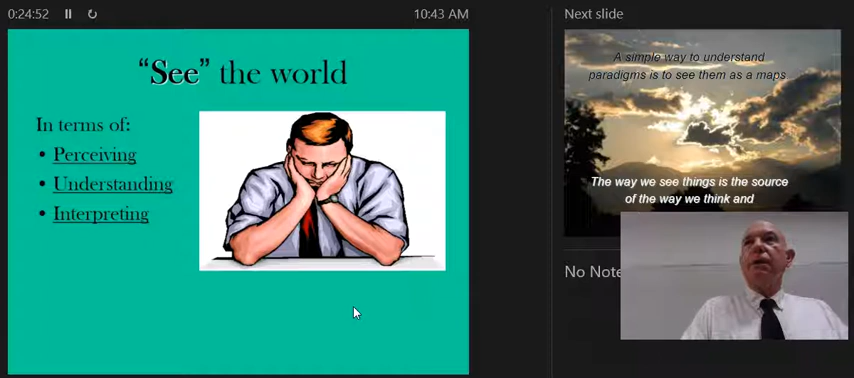 0:24:52
10:43 AM
Next slide
“See” the world
In terms of:
• Perceiving
• Understanding
• Interpreting
A simple way to understand
paradigms is to see them as a maps
The way we see things is the source
of the way we think and
No Note